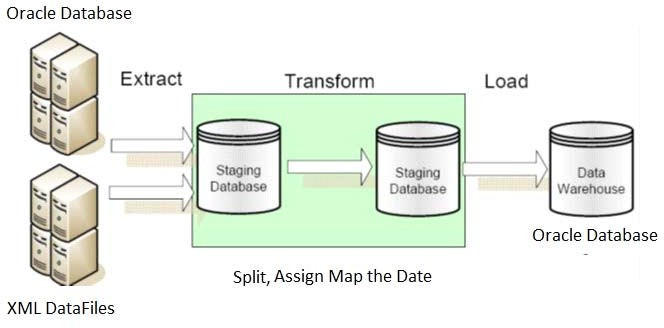 Oracle Database
Extract
Transform
Load
Staging
Database
Staging
Database
Data
Warehouse
Oracle Database
Split, Assign Map the Date
XML DataFiles